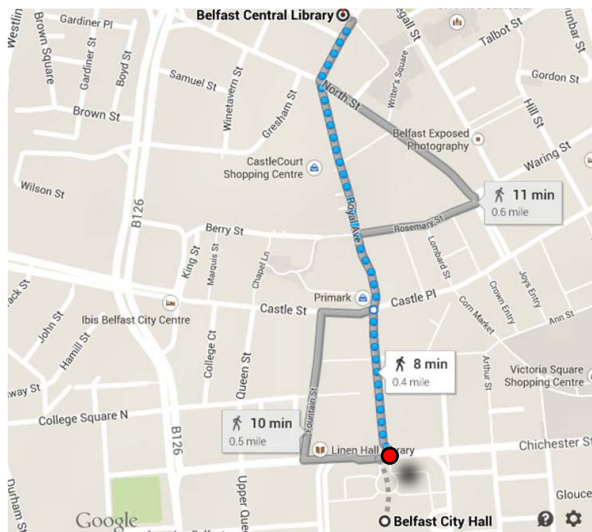 Belfast Central Library
Gardiner Pl
Brown Square
Gardiner St
Boyd St
Talbot St
Gordon St
Samuel St
Winetavern St
Gresham St
North St
Writer's Square
Hill St
Brown St
Belfast Exposed
Photography
Waring St
CastleCourt
Shopping Centre
Wilson St
11 min
0.6 mile
B126
Royal Ave
Berry St
Rosemary St
King St
Marquis St
Chapel Ln
Lombard St
Joys Entry
Crown Entry
Primark
Castle Pl
Castle St
Corn Market
Ann St
Ibis Belfast City Centre
John St
Hamill St
College Ct
Queen St
Arthur St
8 min
0.4 mile
Victoria Square
Shopping Centre
College Square N
10 min
0.5 mile
Fountain St
B126
Linen Hall Library
Chichester St
Durham St
Upper Que
Glouce
Google
Belfast City Hall